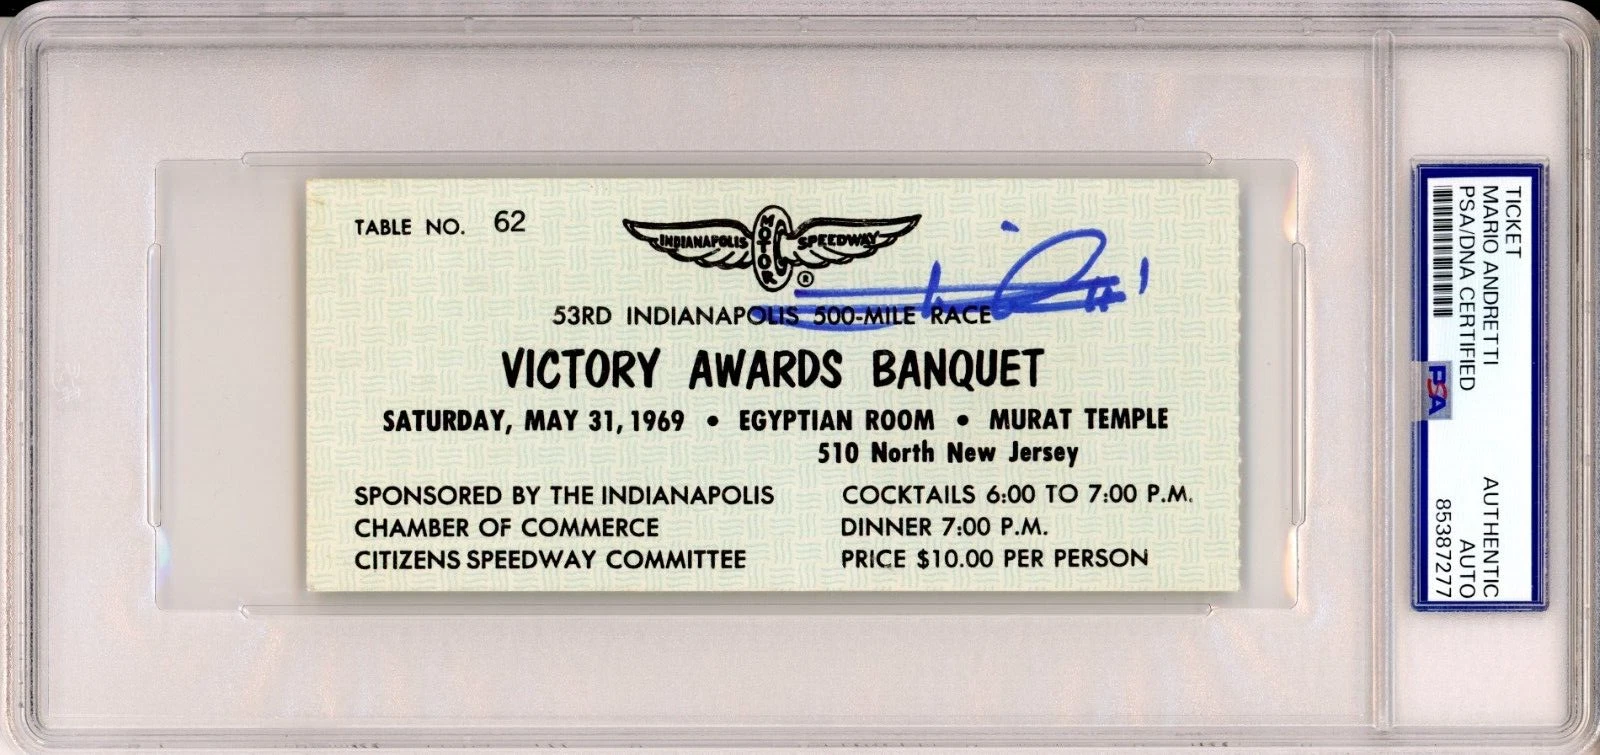 TABLE NO. 62
INDIANAPOLIS MOTOR SPEEDWAY
®
#1
53RD INDIANAPOLIS 500-MILE RACE
VICTORY AWARDS BANQUET
SATURDAY, MAY 31, 1969 • EGYPTIAN ROOM • MURAT TEMPLE
510 North New Jersey
SPONSORED BY THE INDIANAPOLIS
CHAMBER OF COMMERCE
CITIZENS SPEEDWAY COMMITTEE
COCKTAILS 6:00 TO 7:00 P.M.
DINNER 7:00 P.M.
PRICE $10.00 PER PERSON
TICKET
MARIO ANDRETTI
PSA/DNA CERTIFIED
PSA
AUTHENTIC
AUTO
85387277